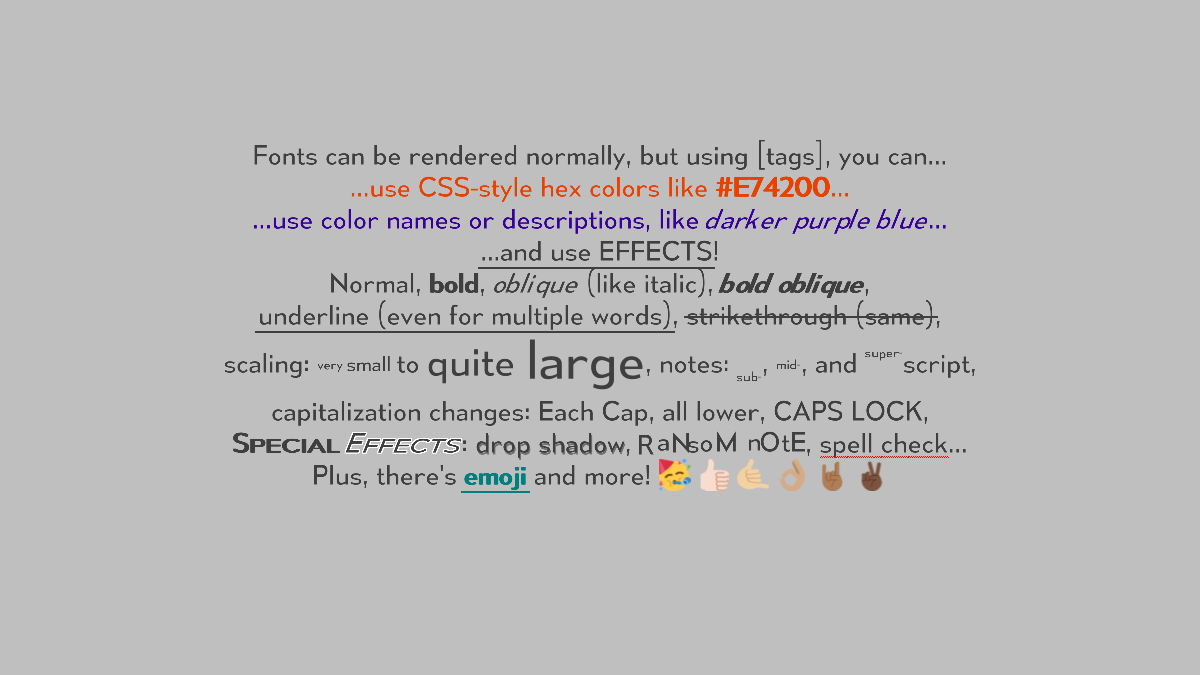 Fonts can be rendered normally, but using [tags], you can...
...use CSS-style hex colors like #E74200...
...use color names or descriptions, like darker purple blue...
...and use EFFECTS!
Normal, bold, oblique (like italic), bold oblique,
underline (even for multiple words), strikethrough (same),
scaling: very small to quite large, notes: sub-, mid-, and super-script,
capitalization changes: Each Cap, all lower, CAPS LOCK,
SPECIAL EFFECTS: drop shadow, RaNsoM nOtE, spell check...
Plus, there's emoji and more! 🥳👍🏻🤙🏼👌🏽🤘🏾✌🏿